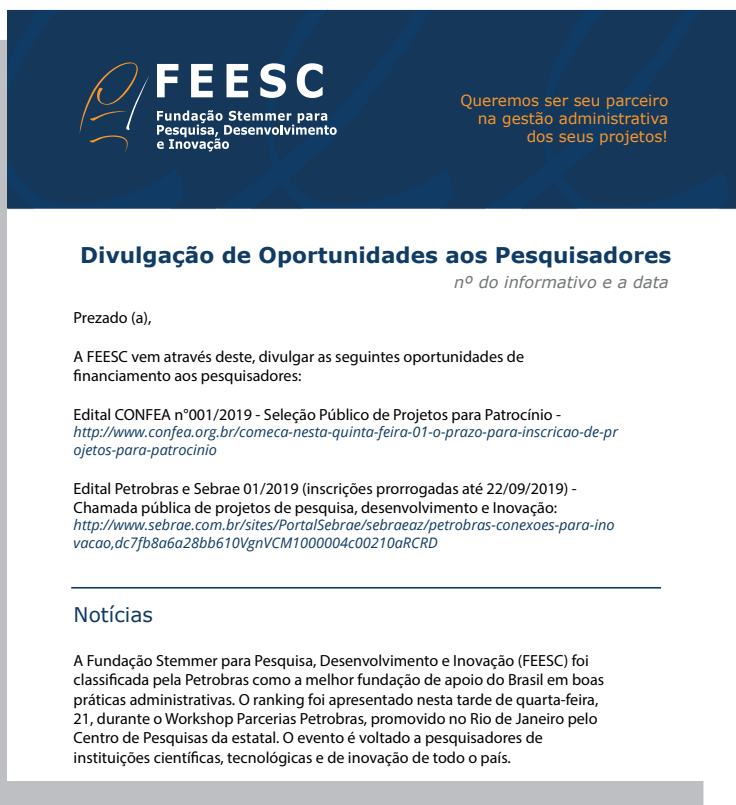 FEESC
Fundação Stemmer para
Pesquisa, Desenvolvimento
e Inovação
Queremos ser seu parceiro
na gestão administrativa
dos seus projetos!
Divulgação de Oportunidades aos Pesquisadores
nº do informativo e a data
Prezado (a),
A FEESC vem através deste, divulgar as seguintes oportunidades de
financiamento aos pesquisadores:
Edital CONFEA n°001/2019 - Seleção Público de Projetos para Patrocínio -
http://www.confea.org.br/comeca-nesta-quinta-feira-01-o-prazo-para-inscricao-de-pr
ojetos-para-patrocinio
Edital Petrobras e Sebrae 01/2019 (inscrições prorrogadas até 22/09/2019) -
Chamada pública de projetos de pesquisa, desenvolvimento e Inovação:
http://www.sebrae.com.br/sites/PortalSebrae/sebraeaz/petrobras-conexoes-para-ino
vacao,dc7fb8a6a28bb610VgnVCM1000004c00210aRCRD
Notícias
A Fundação Stemmer para Pesquisa, Desenvolvimento e Inovação (FEESC) foi
classificada pela Petrobras como a melhor fundação de apoio do Brasil em boas
práticas administrativas. O ranking foi apresentado nesta tarde de quarta-feira,
21, durante o Workshop Parcerias Petrobras, promovido no Rio de Janeiro pelo
Centro de Pesquisas da estatal. O evento é voltado a pesquisadores de
instituições científicas, tecnológicas e de inovação de todo o país.